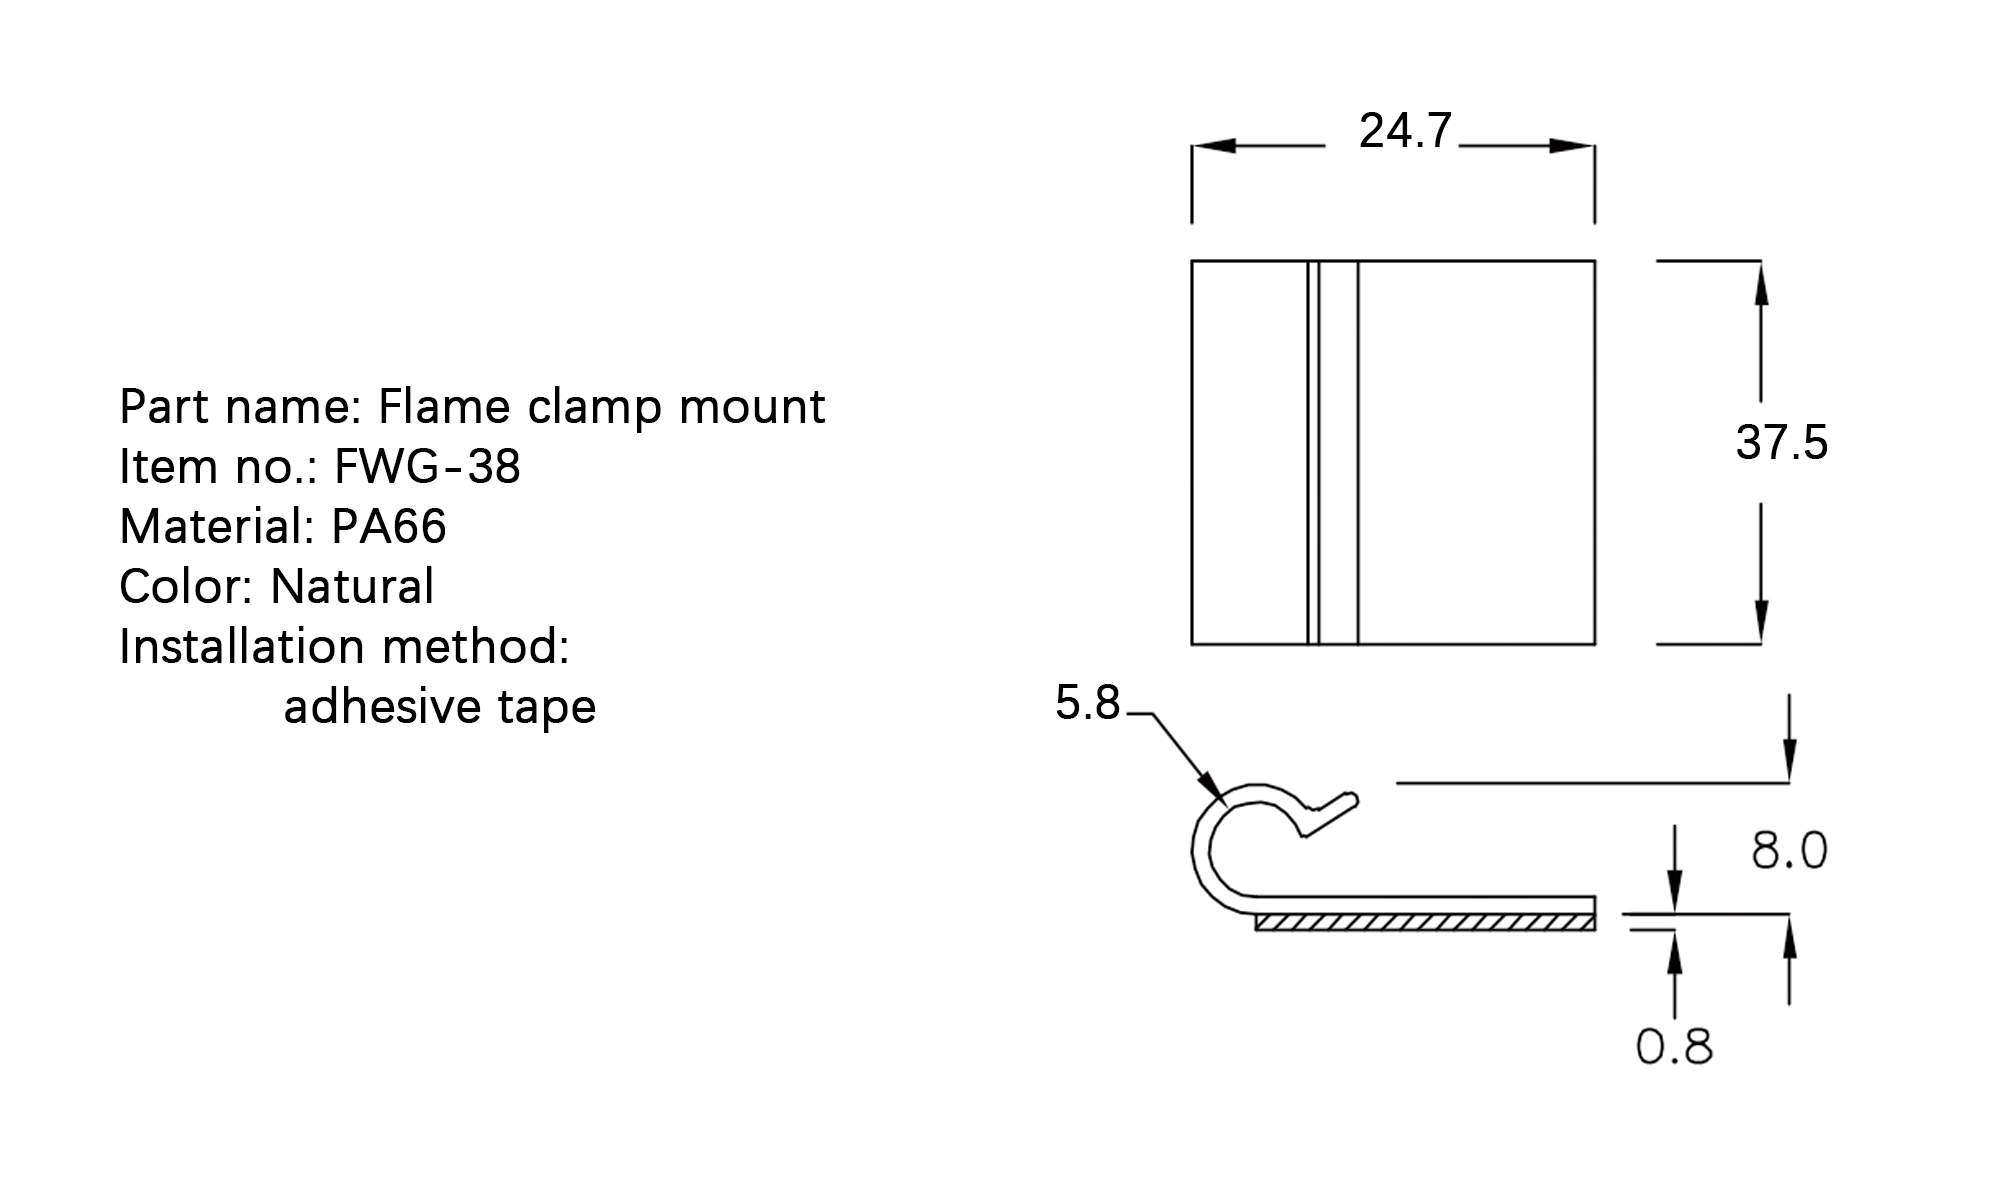 24.7
Part name: Flame clamp mount
Item no.: FWG-38
Material: PA66
Color: Natural
Installation method:
adhesive tape
37.5
5.8
8.0
0.8